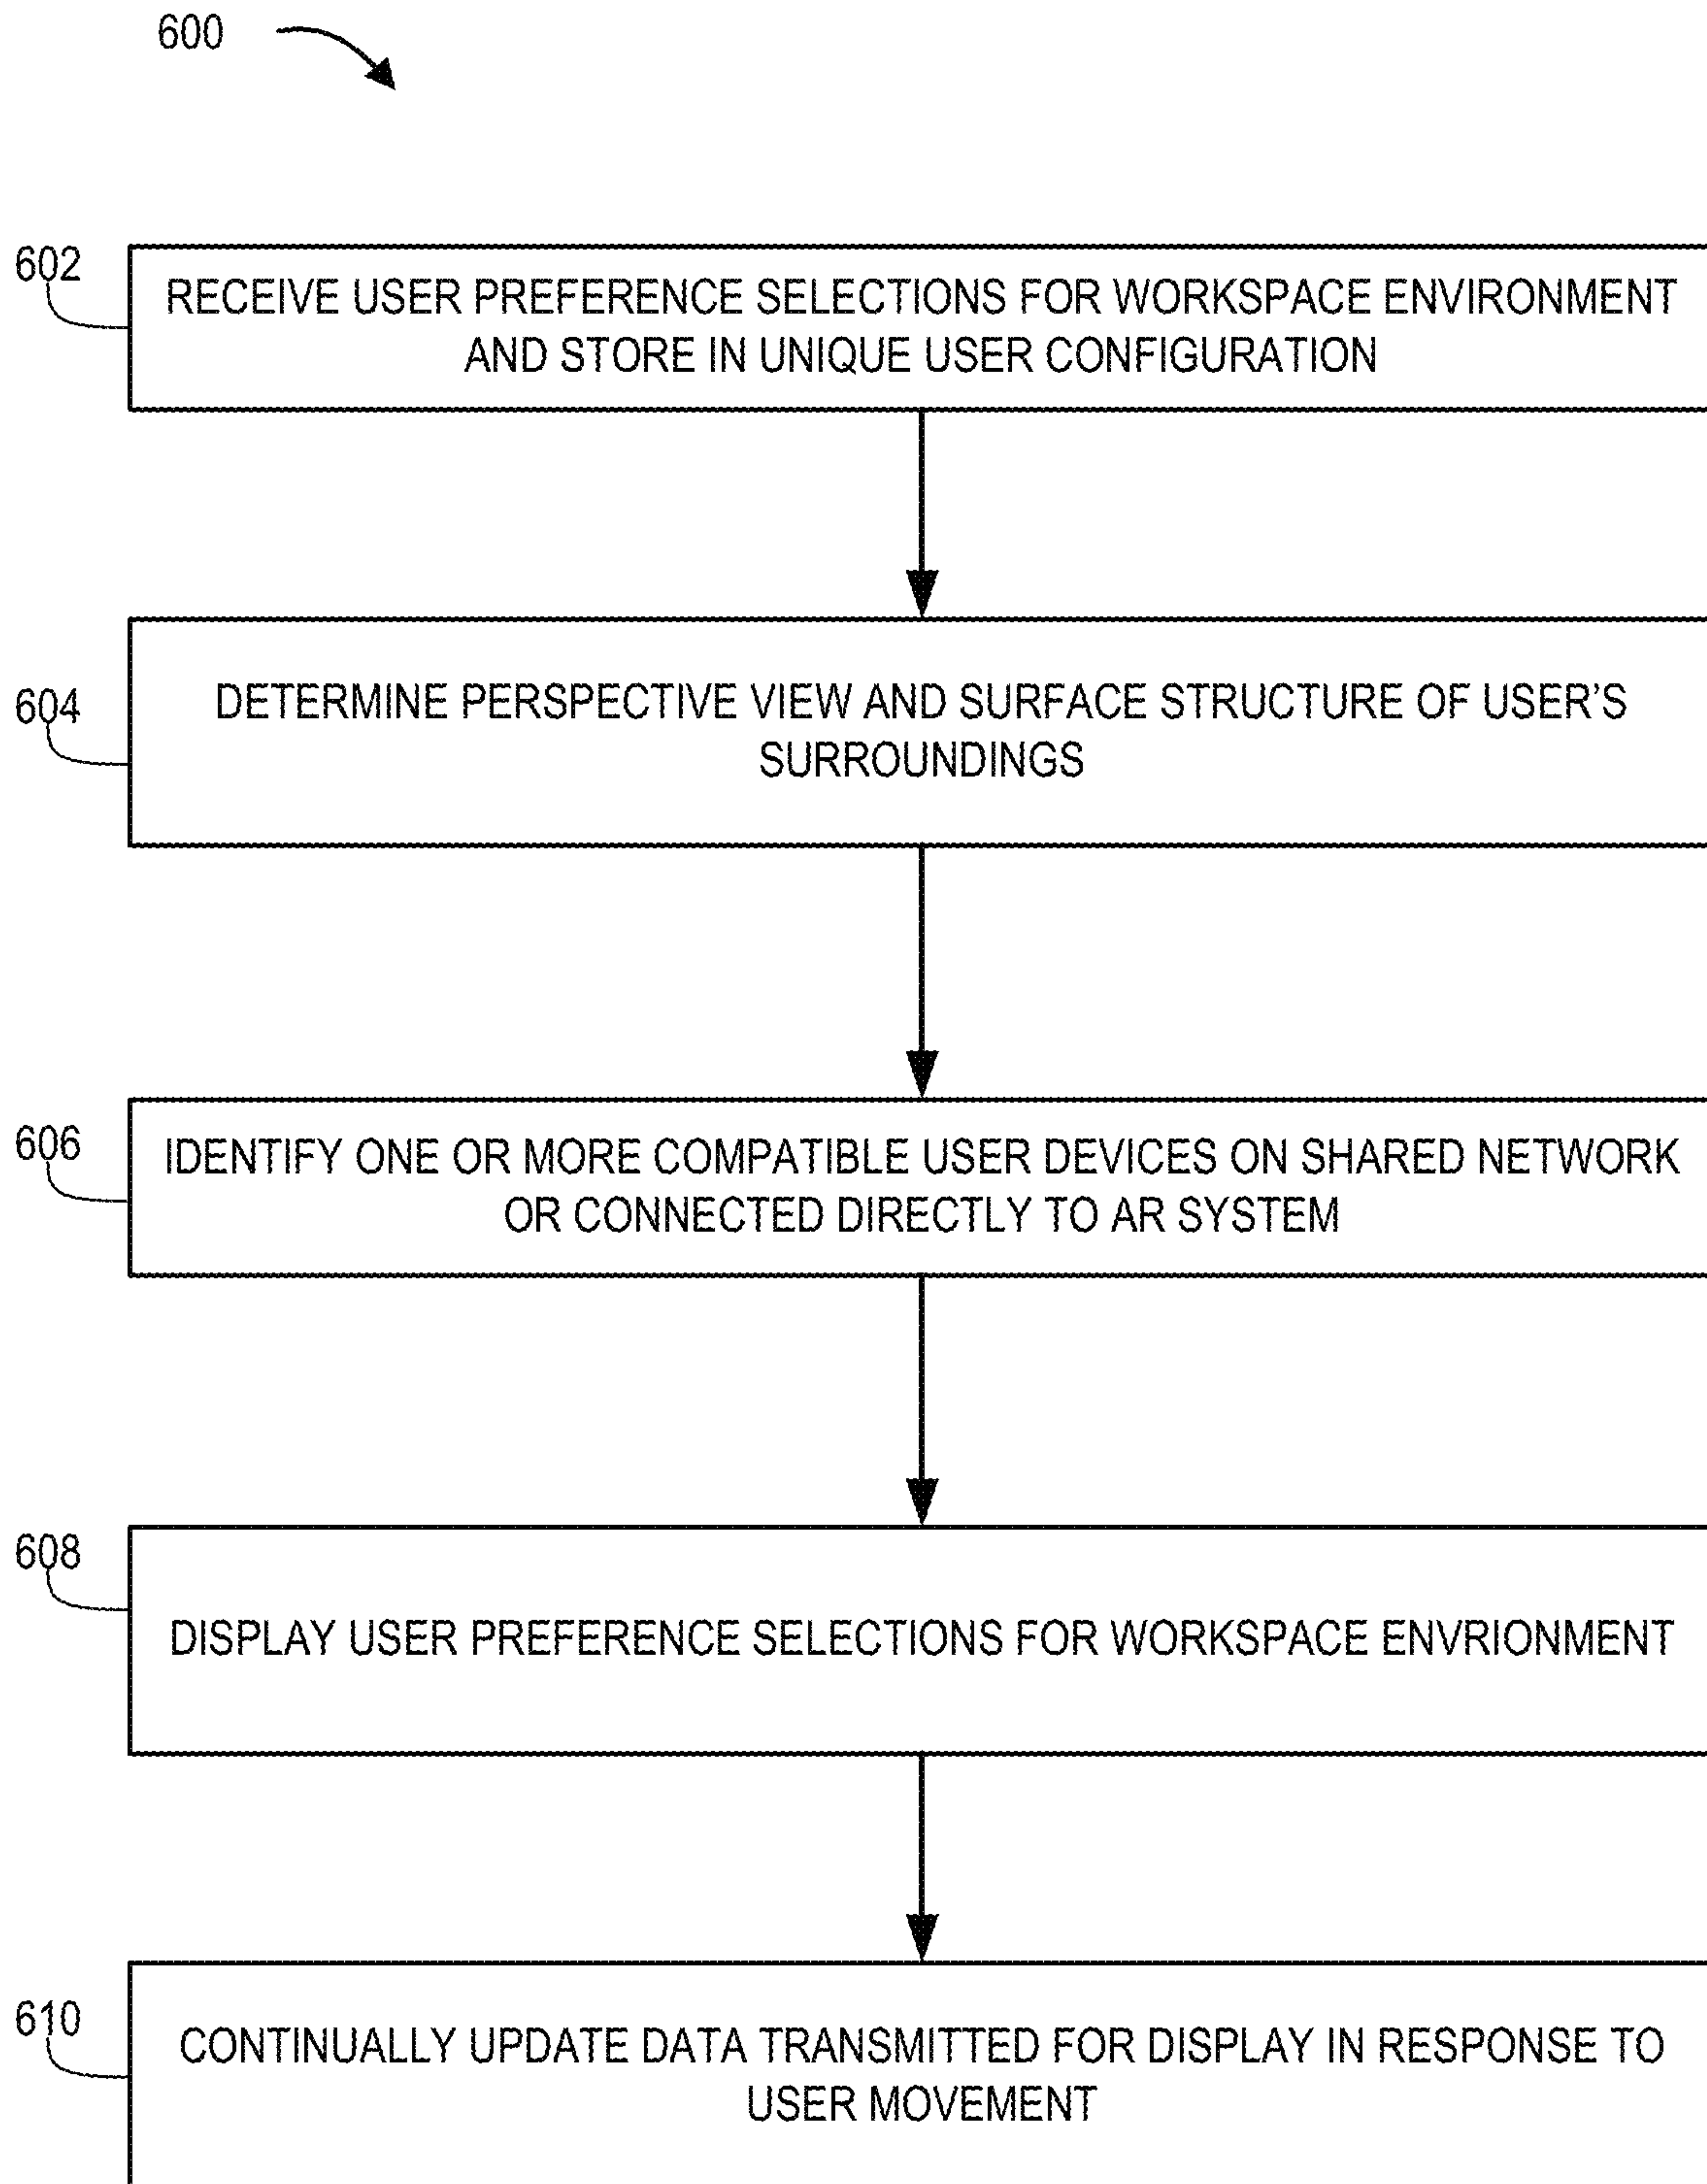 600
602
RECEIVE USER PREFERENCE SELECTIONS FOR WORKSPACE ENVIRONMENT
AND STORE IN UNIQUE USER CONFIGURATION
604
DETERMINE PERSPECTIVE VIEW AND SURFACE STRUCTURE OF USER'S
SURROUNDINGS
606
IDENTIFY ONE OR MORE COMPATIBLE USER DEVICES ON SHARED NETWORK
OR CONNECTED DIRECTLY TO AR SYSTEM
608
DISPLAY USER PREFERENCE SELECTIONS FOR WORKSPACE ENVRIONMENT
610
CONTINUALLY UPDATE DATA TRANSMITTED FOR DISPLAY IN RESPONSE TO
USER MOVEMENT